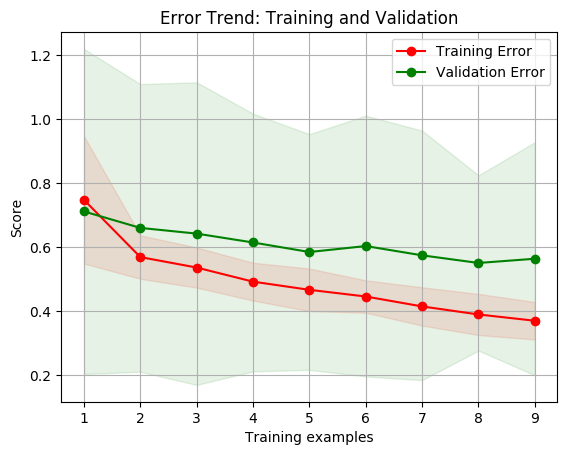 Error Trend: Training and Validation
Training Error
Validation Error
Score
1.2
1.0
0.8
0.6
0.4
0.2
1 2 3 4 5 6 7 8 9
Training examples